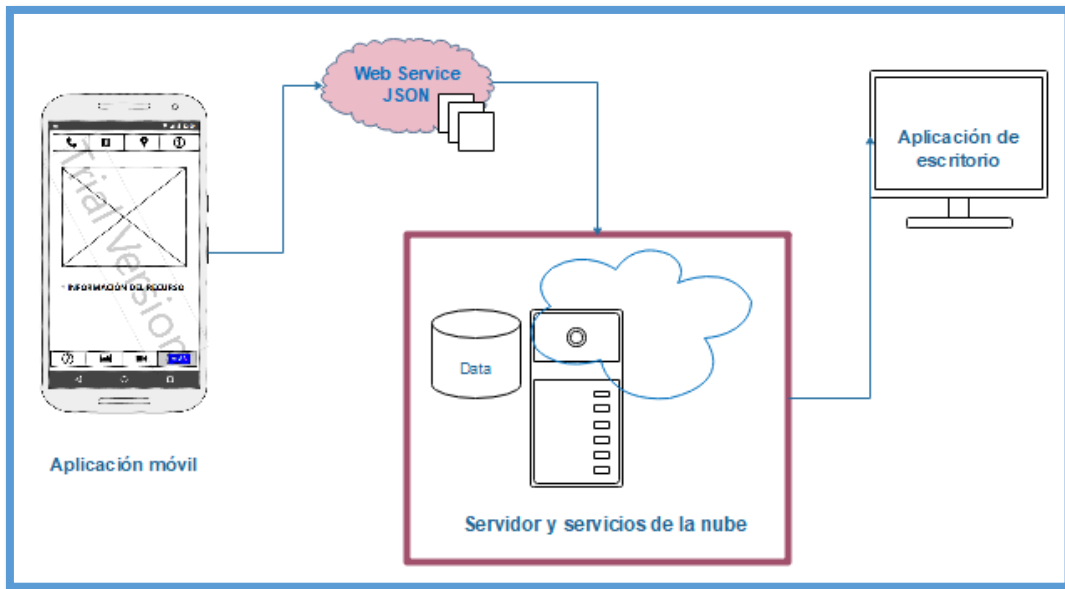 Web Service
JSON
Aplicación de
escritorio
Trial Version
INFORMACIÓN DEL RECURSO
Data
Aplicación móvil
Servidor y servicios de la nube